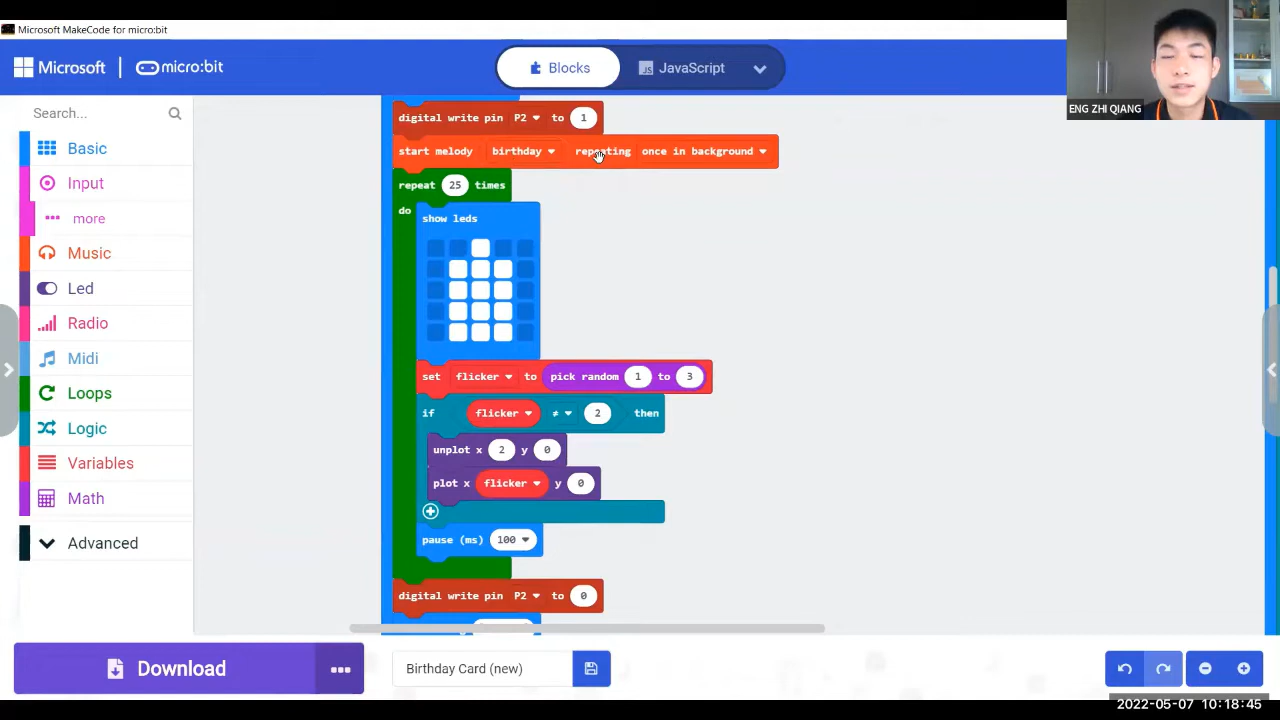 Microsoft MakeCode for micro:bit
Microsoft
micro:bit
Blocks
JS JavaScript
ENG ZHI QIANG
Search...
Basic
Input
more
Music
Led
Radio
Midi
Loops
Logic
Variables
Math
Advanced
digital write pin P2 to 1
start melody birthday repeating once in background
repeat 25 times
do
show leds
set flicker to pick random 1 to 3
if flicker ≠ 2 then
unplot x 2 y 0
plot x flicker y 0
pause (ms) 100
digital write pin P2 to 0
Download
Birthday Card (new)
2022-05-07 10:18:45